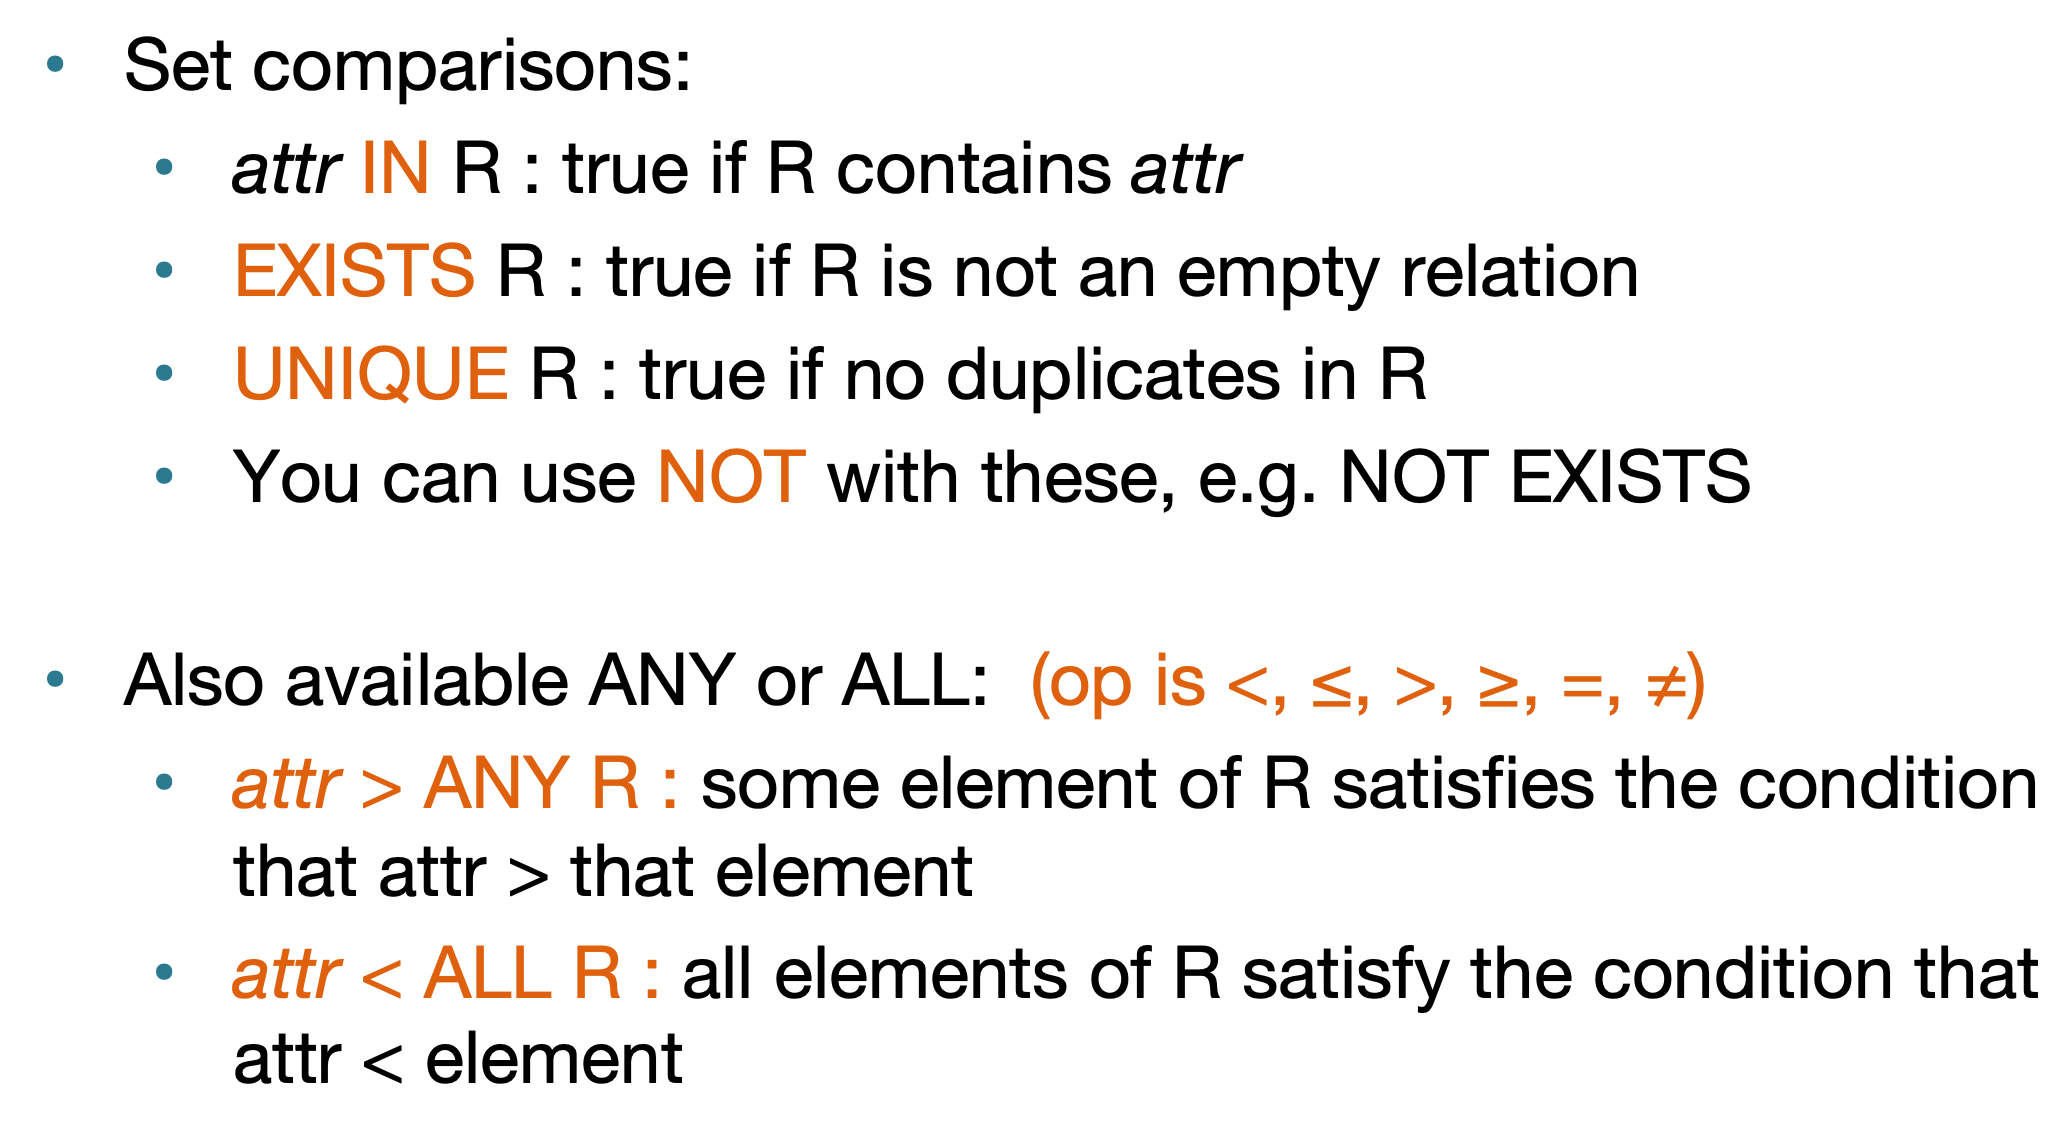 • Set comparisons:
• attr IN R : true if R contains attr
• EXISTS R : true if R is not an empty relation
• UNIQUE R : true if no duplicates in R
• You can use NOT with these, e.g. NOT EXISTS
• Also available ANY or ALL: (op is <, ≤, >, ≥, =, ≠)
• attr > ANY R : some element of R satisfies the condition
that attr > that element
• attr < ALL R : all elements of R satisfy the condition that
attr < element